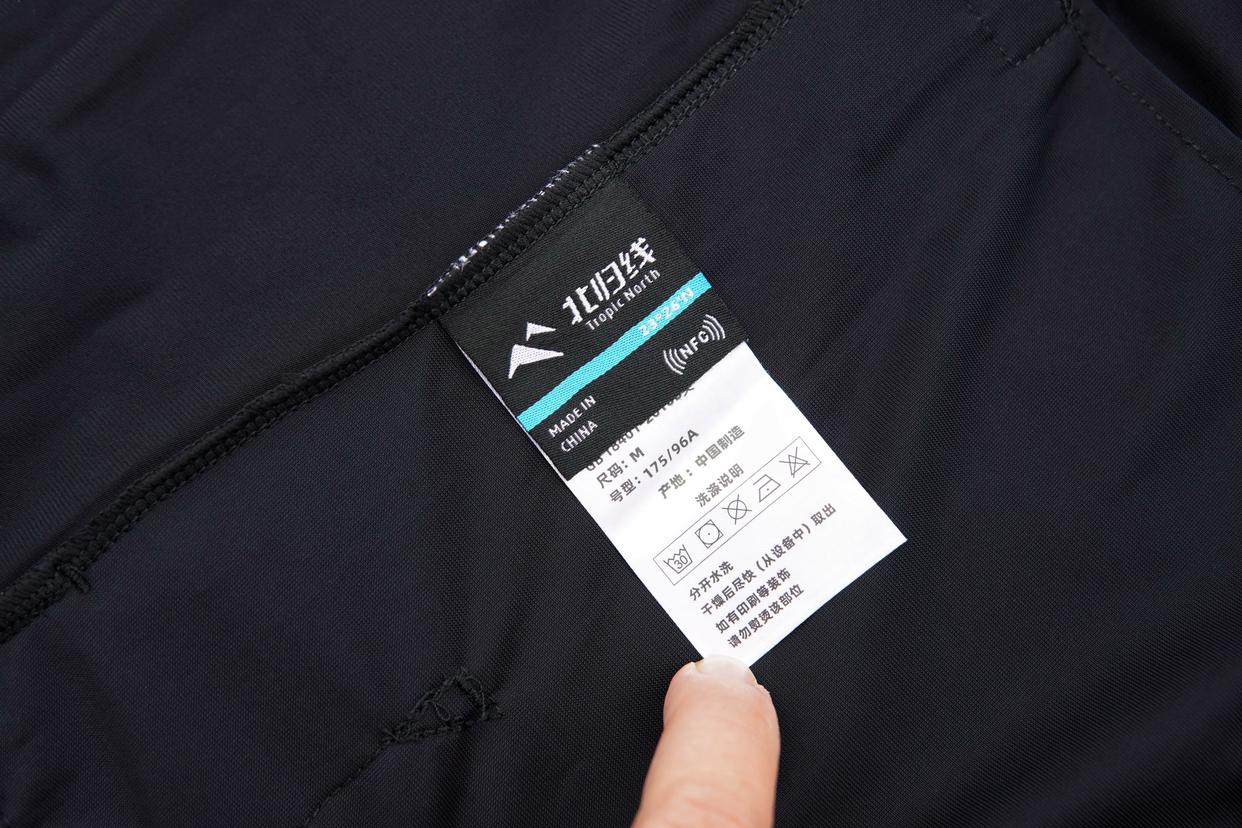 北归线
Tropic North
23°26'N
NFC
MADE IN
CHINA
尺码：M
号型：175/96A
产地：中国制造
洗涤说明
30
分开水洗
干燥后尽快（从设备中）取出
如有印刷等装饰
请勿熨烫该部位